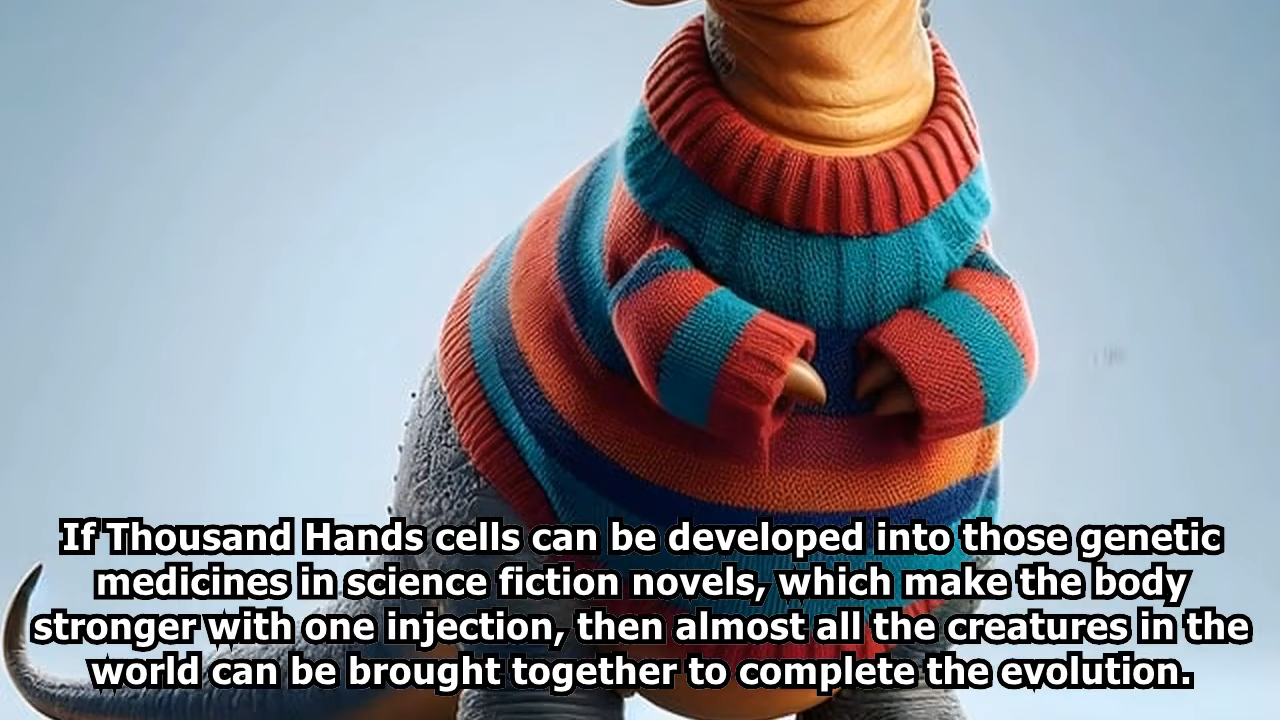 If Thousand Hands cells can be developed into those genetic
medicines in science fiction novels, which make the body
stronger with one injection, then almost all the creatures in the
world can be brought together to complete the evolution.